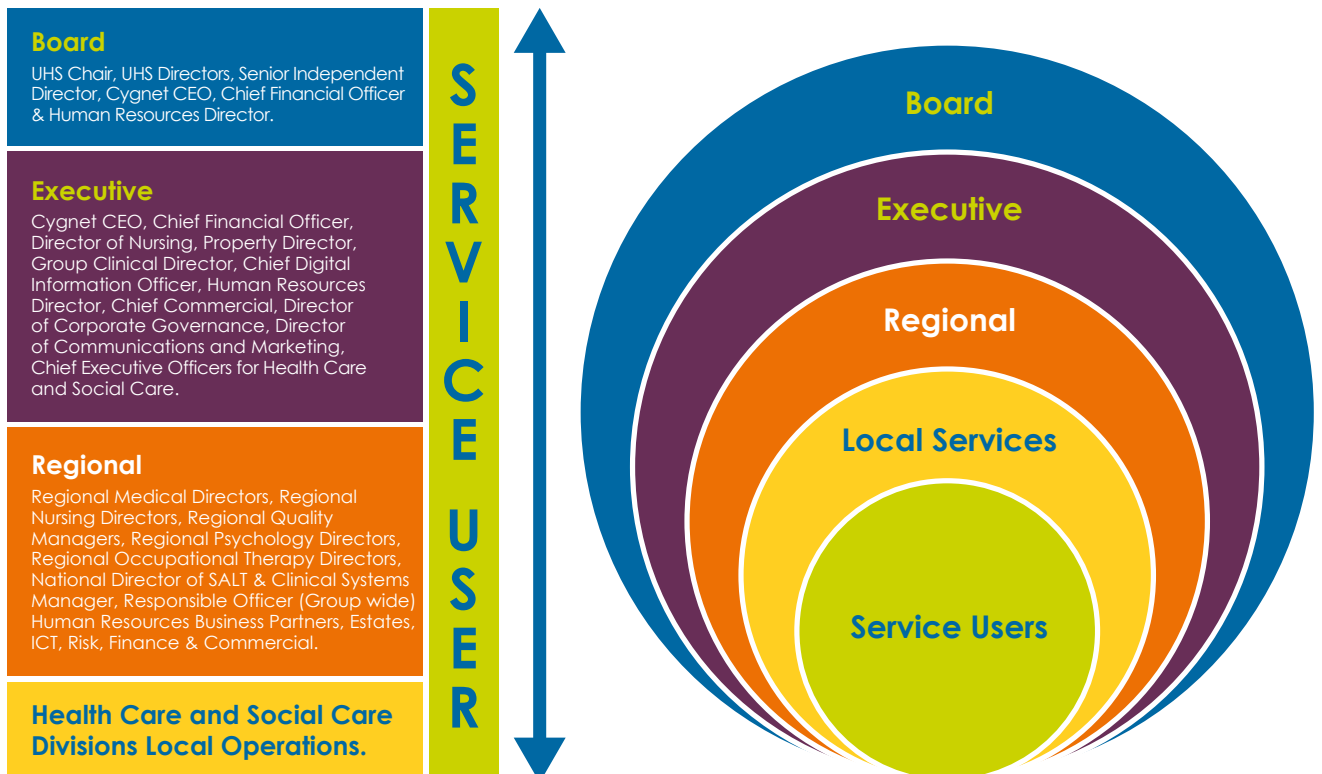 Board
UHS Chair, UHS Directors, Senior Independent
Director, Cygnet CEO, Chief Financial Officer
& Human Resources Director.
Executive
Cygnet CEO, Chief Financial Officer,
Director of Nursing, Property Director,
Group Clinical Director, Chief Digital
Information Officer, Human Resources
Director, Chief Commercial, Director
of Corporate Governance, Director
of Communications and Marketing,
Chief Executive Officers for Health Care
and Social Care.
Regional
Regional Medical Directors, Regional
Nursing Directors, Regional Quality
Managers, Regional Psychology Directors,
Regional Occupational Therapy Directors,
National Director of SALT & Clinical Systems
Manager, Responsible Officer (Group wide)
Human Resources Business Partners, Estates,
ICT, Risk, Finance & Commercial.
Health Care and Social Care
Divisions Local Operations.
SERVICE USER
Board
Executive
Regional
Local Services
Service Users